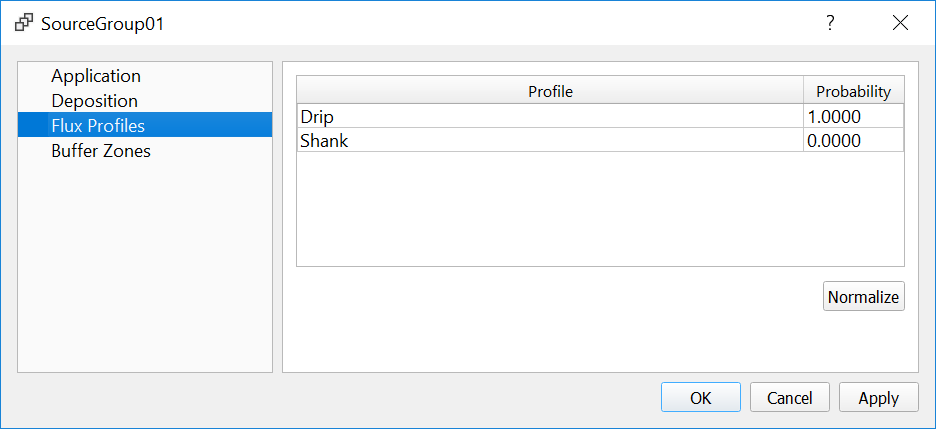 SourceGroup01
?
Application
Deposition
Flux Profiles
Buffer Zones
Profile Probability
Drip 1.0000
Shank 0.0000
Normalize
OK Cancel Apply